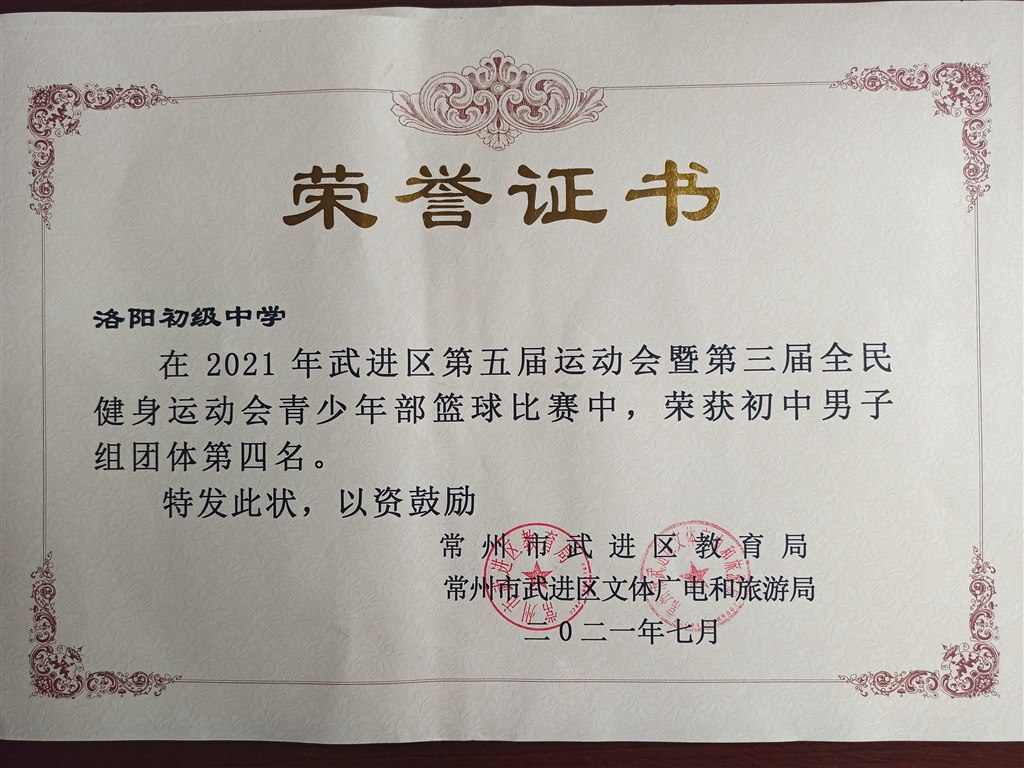 荣誉证书
洛阳初级中学
在 2021 年武进区第五届运动会暨第三届全民
健身运动会青少年部篮球比赛中，荣获初中男子
组团体第四名。
特发此状，以资鼓励
常州市武进区教育局
常州市武进区文体广电和旅游局
二〇二一年七月